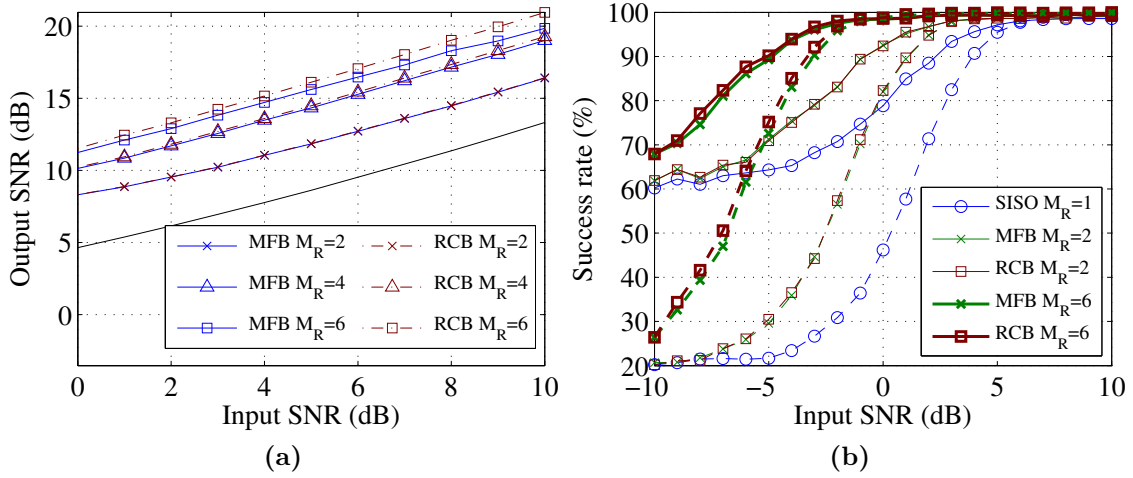 20
15
10
5
0
Output SNR (dB)
MFB M_R=2
RCB M_R=2
MFB M_R=4
RCB M_R=4
MFB M_R=6
RCB M_R=6
0 2 4 6 8 10
Input SNR (dB)
(a)
100
90
80
70
60
50
40
30
20
Success rate (%)
SISO M_R=1
MFB M_R=2
RCB M_R=2
MFB M_R=6
RCB M_R=6
−10 −5 0 5 10
Input SNR (dB)
(b)